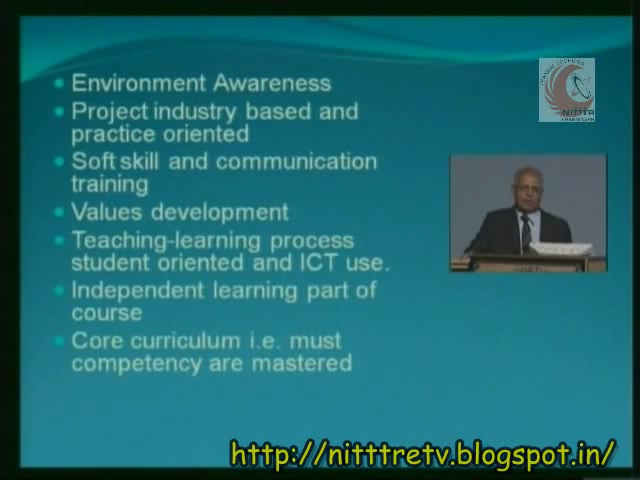 Environment Awareness
Project industry based and
practice oriented
Soft skill and communication
training
Values development
Teaching-learning process
student oriented and ICT use.
Independent learning part of
course
Core curriculum i.e. must
competency are mastered
NITTTR
CHANDIGARH
http://nitttretv.blogspot.in/